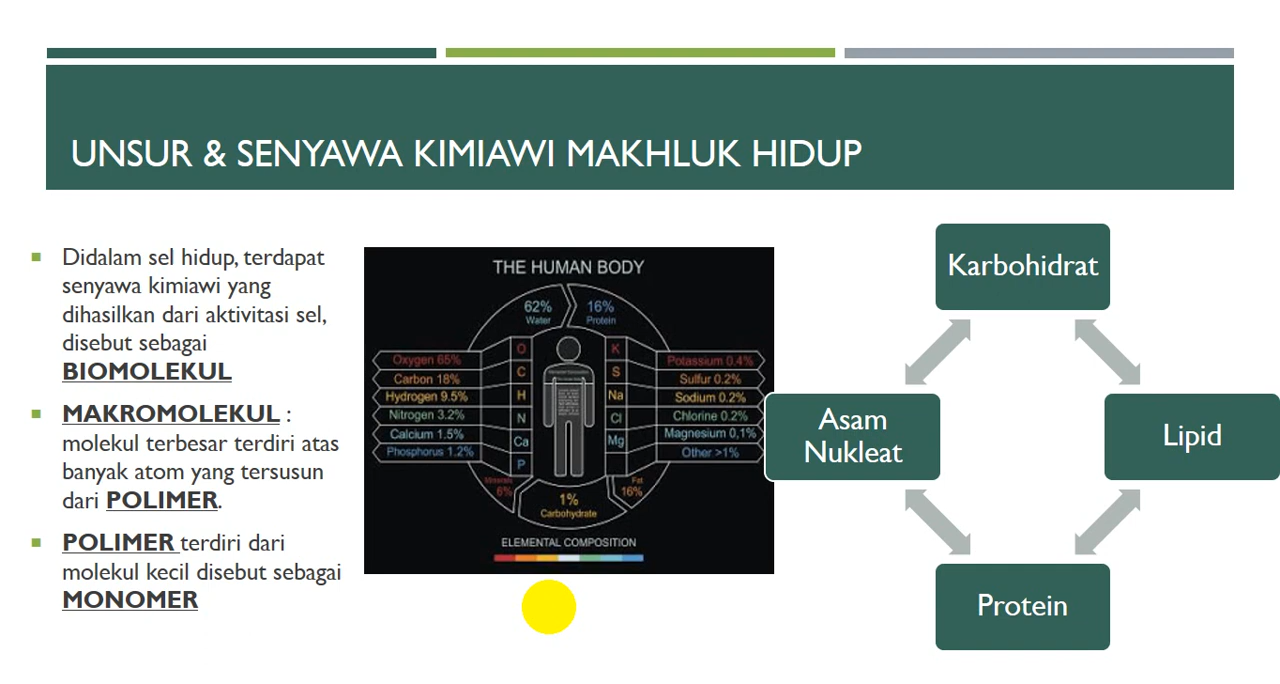 UNSUR & SENYAWA KIMIAWI MAKHLUK HIDUP
Didalam sel hidup, terdapat
senyawa kimiawi yang
dihasilkan dari aktivitas sel,
disebut sebagai
BIOMOLEKUL
MAKROMOLEKUL :
molekul terbesar terdiri atas
banyak atom yang tersusun
dari POLIMER.
POLIMER terdiri dari
molekul kecil disebut sebagai
MONOMER
THE HUMAN BODY
62%
Water
16%
Protein
Oxygen 65%
O
Carbon 18%
C
Hydrogen 9.5%
H
Nitrogen 3.2%
N
Calcium 1.5%
Ca
Phosphorus 1.2%
P
K
Potassium 0.4%
S
Sulfur 0.2%
Na
Sodium 0.2%
Cl
Chlorine 0.2%
Mg
Magnesium 0,1%
Other >1%
Minerals
6%
1%
Carbohydrate
Fat
16%
ELEMENTAL COMPOSITION
Karbohidrat
Asam
Nukleat
Lipid
Protein